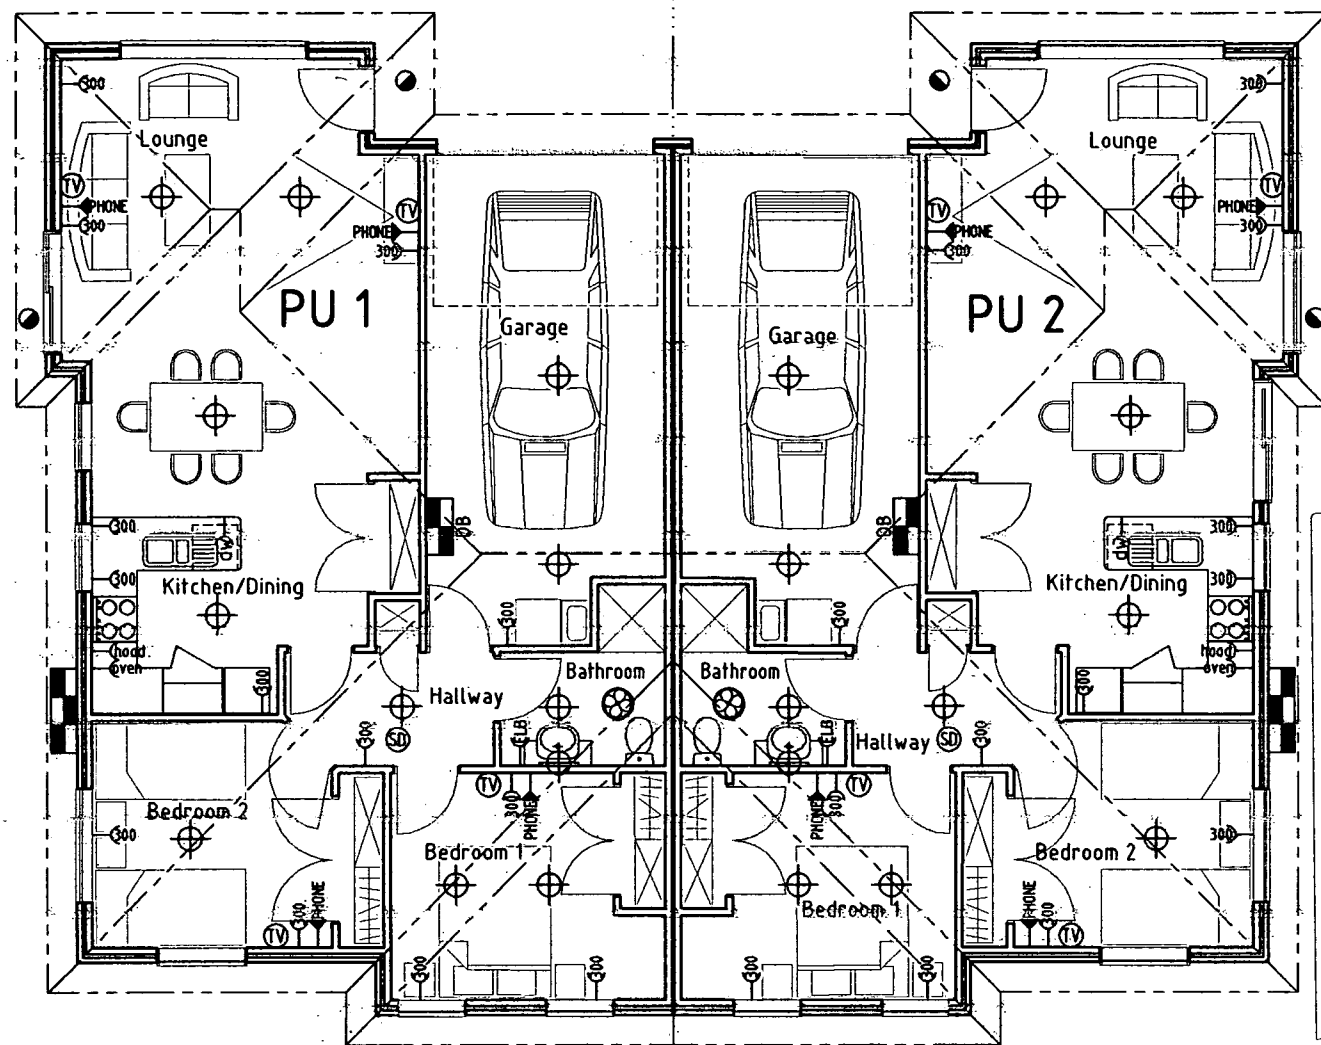 300
300
Lounge
Lounge
TV
PHONE
300
TV
PHONE
300
TV
PHONE
300
TV
PHONE
300
PU 1
Garage
Garage
PU 2
300
DB
DB
300
dw
dw
300
Kitchen/Dining
Kitchen/Dining
300
300
300
hood
oven
hood
oven
300
Bathroom
Bathroom
300
Hallway
Hallway
300
SD
ELB
ELB
SD
300
TV
300
PHONE
PHONE
300
TV
Bedroom 2
300
Bedroom 1
Bedroom 2
300
Bedroom 1
TV
300
PHONE
PHONE
300
TV
300
300
300
300